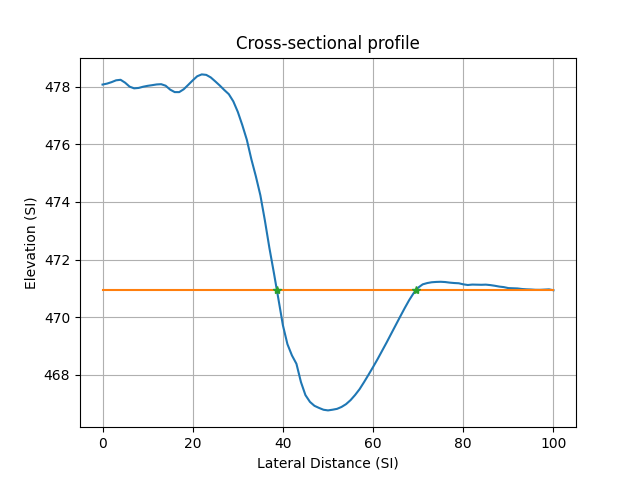 Cross-sectional profile
478
476
474
472
470
468
Elevation (SI)
0 20 40 60 80 100
Lateral Distance (SI)